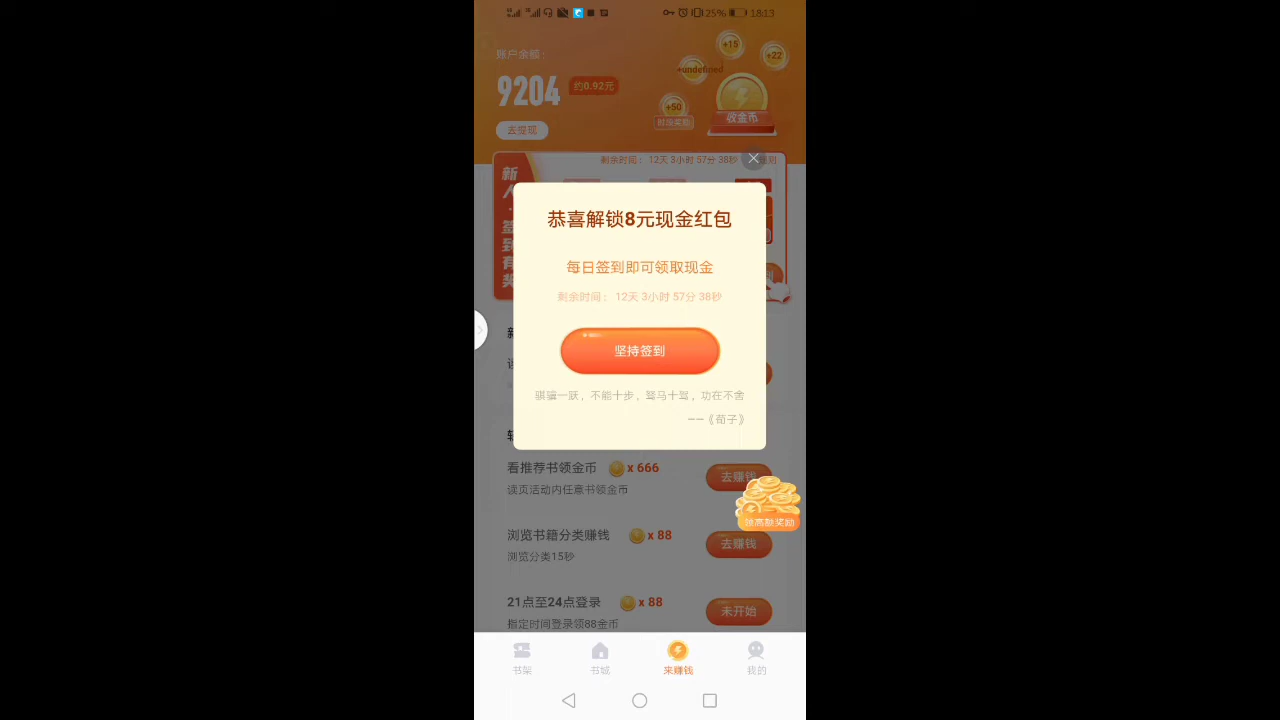 25% 18:13
账户余额：
9204 约0.92元
去提现
+15
+22
+undefined
+50
收金币
剩余时间： 12天 3小时 57分 38秒
新人·签到有奖
恭喜解锁8元现金红包
每日签到即可领取现金
剩余时间： 12天 3小时 57分 38秒
坚持签到
骐骥一跃，不能十步，驽马十驾，功在不舍
——《荀子》
看推荐书领金币 x 666
读页活动内任意书领金币
去赚钱
领高额奖励
浏览书籍分类赚钱 x 88
浏览分类15秒
去赚钱
21点至24点登录 x 88
指定时间登录领88金币
未开始
书架 书城 来赚钱 我的